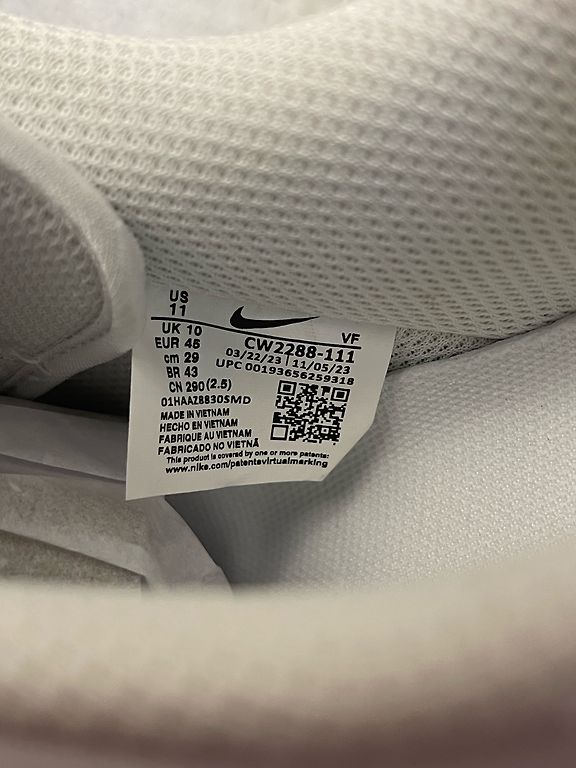 US
11
UK 10
EUR 45
cm 29
BR 43
CN 290 (2.5)
VF
CW2288-111
03/22/23 | 11/05/23
UPC 00193656259318
01HAAZ8830SMD
MADE IN VIETNAM
HECHO EN VIETNAM
FABRIQUE AU VIETNAM
FABRICADO NO VIETNÃ
This product is covered by one or more patents:
www.nike.com/patentsvirtualmarking